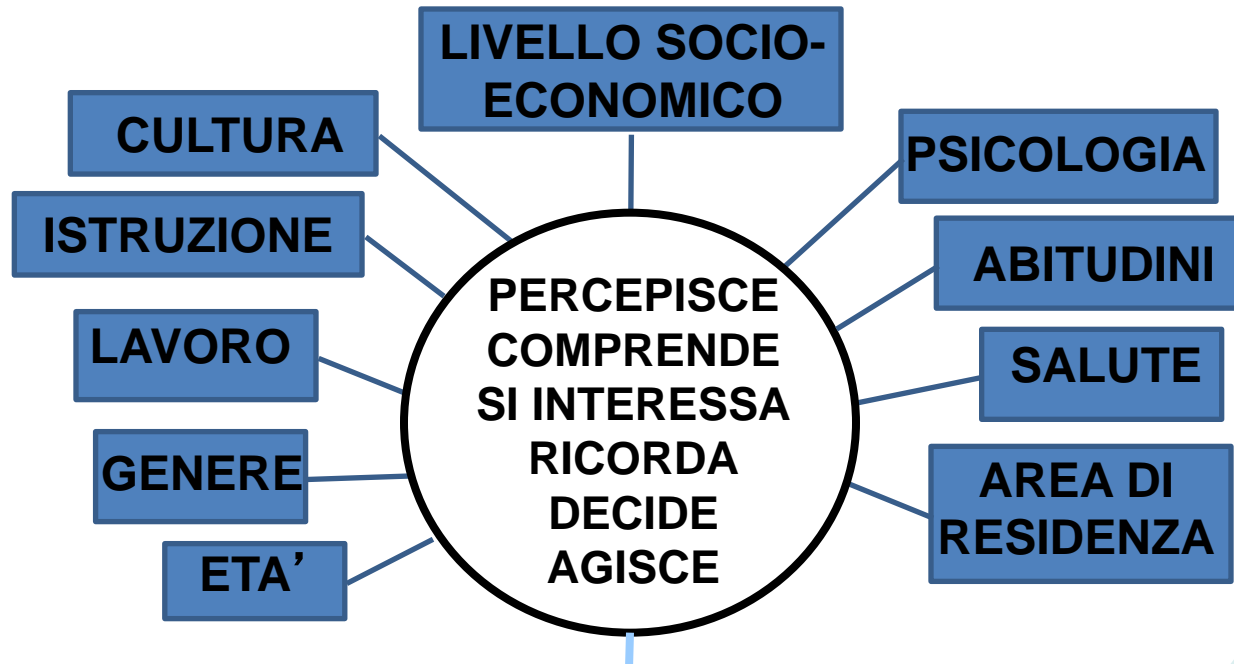 LIVELLO SOCIO-
ECONOMICO
CULTURA
ISTRUZIONE
LAVORO
GENERE
ETA’
PSICOLOGIA
ABITUDINI
SALUTE
AREA DI
RESIDENZA
PERCEPISCE
COMPRENDE
SI INTERESSA
RICORDA
DECIDE
AGISCE